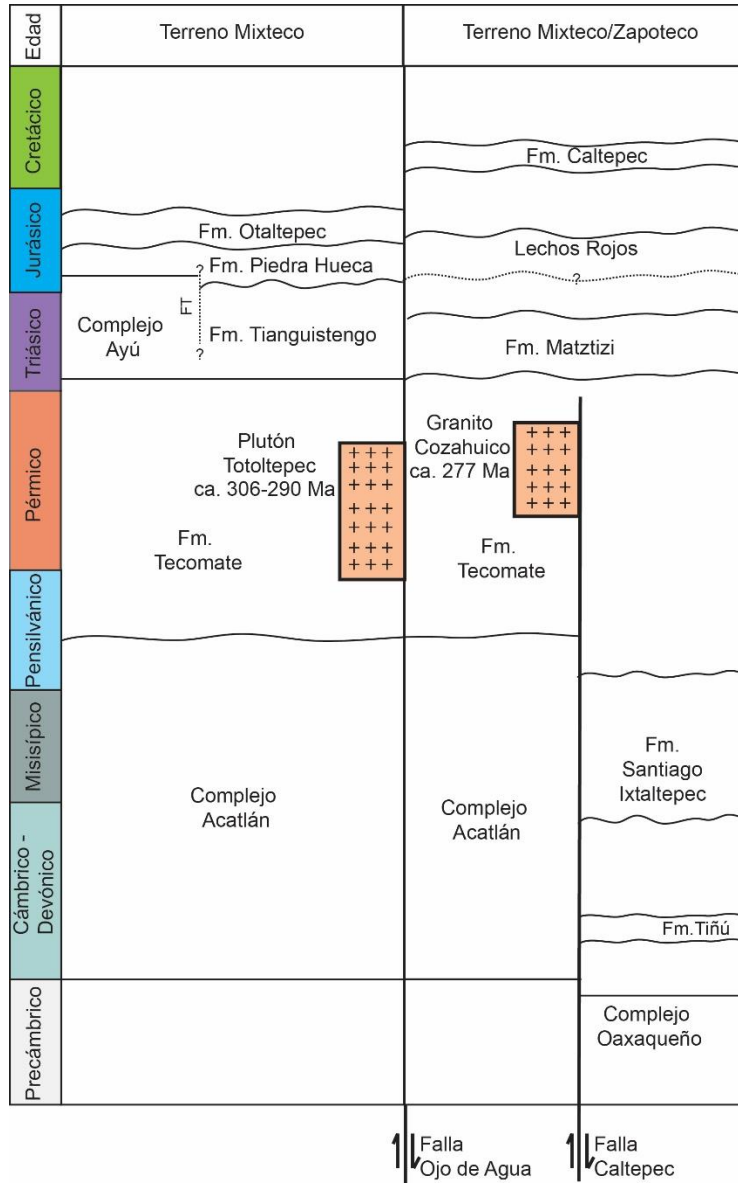 Edad
Terreno Mixteco
Terreno Mixteco/Zapoteco
Cretácico
Fm. Caltepec
Jurásico
Fm. Otaltepec
Lechos Rojos
?
Fm. Piedra Hueca
?
Triásico
Complejo
Ayú
FT
Fm. Tianguistengo
?
Fm. Matztizi
Pérmico
Plutón
Totoltepec
ca. 306-290 Ma
Granito
Cozahuico
ca. 277 Ma
Fm.
Tecomate
Fm.
Tecomate
Pensilvánico
Misisípico
Fm.
Santiago
Ixtaltepec
Complejo
Acatlán
Complejo
Acatlán
Cámbrico -
Devónico
Fm.Tiñú
Precámbrico
Complejo
Oaxaqueño
Falla
Ojo de Agua
Falla
Caltepec